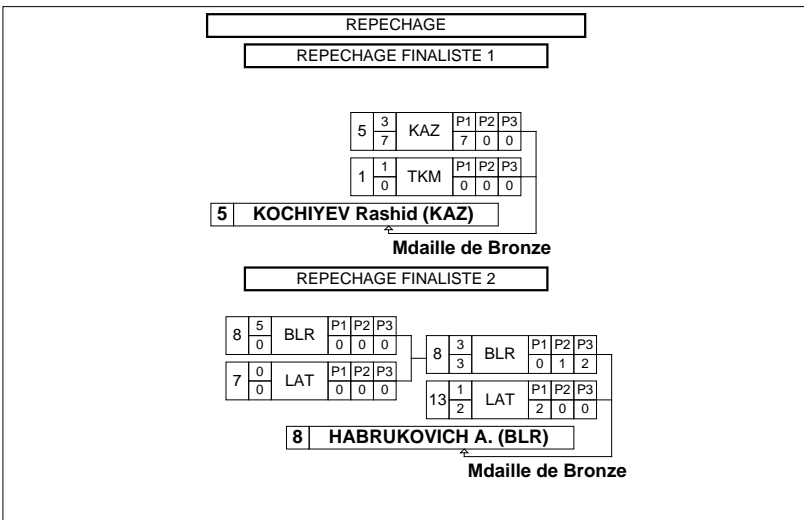 REPECHAGE
REPECHAGE FINALISTE 1
5 3 KAZ P1 P2 P3
7 7 0 0
1 1 TKM P1 P2 P3
0 0 0 0
5 KOCHIYEV Rashid (KAZ)
Mdaille de Bronze
REPECHAGE FINALISTE 2
8 5 BLR P1 P2 P3
0 0 0 0
8 3 BLR P1 P2 P3
3 0 1 2
7 0 LAT P1 P2 P3
0 0 0 0
13 1 LAT P1 P2 P3
2 2 0 0
8 HABRUKOVICH A. (BLR)
Mdaille de Bronze